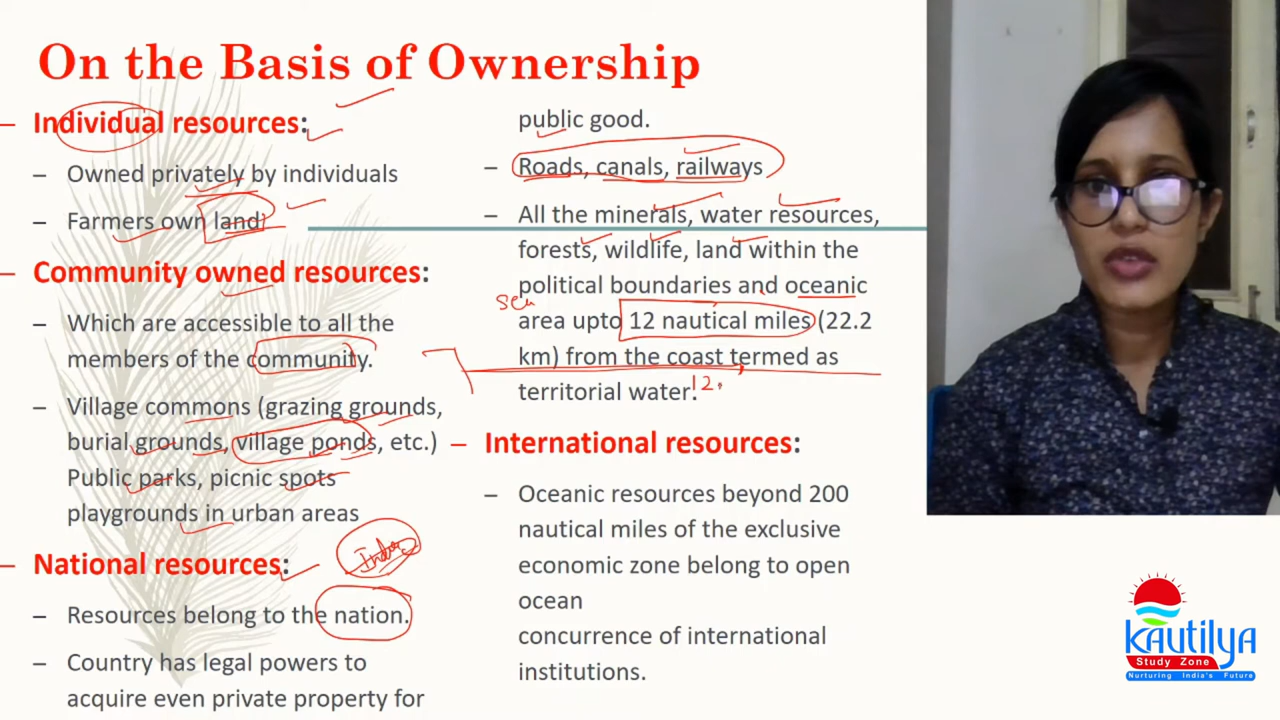 On the Basis of Ownership
– Individual resources:
– Owned privately by individuals
– Farmers own land
– Community owned resources:
– Which are accessible to all the
members of the community.
– Village commons (grazing grounds,
burial grounds, village ponds, etc.)
Public parks, picnic spots
playgrounds in urban areas
– National resources:
India
– Resources belong to the nation.
– Country has legal powers to
acquire even private property for
public good.
– Roads, canals, railways
– All the minerals, water resources,
forests, wildlife, land within the
political boundaries and oceanic
sea
area upto 12 nautical miles (22.2
km) from the coast termed as
territorial water.
12
– International resources:
– Oceanic resources beyond 200
nautical miles of the exclusive
economic zone belong to open
ocean
concurrence of international
institutions.
Kautilya
Study Zone
Nurturing India's Future